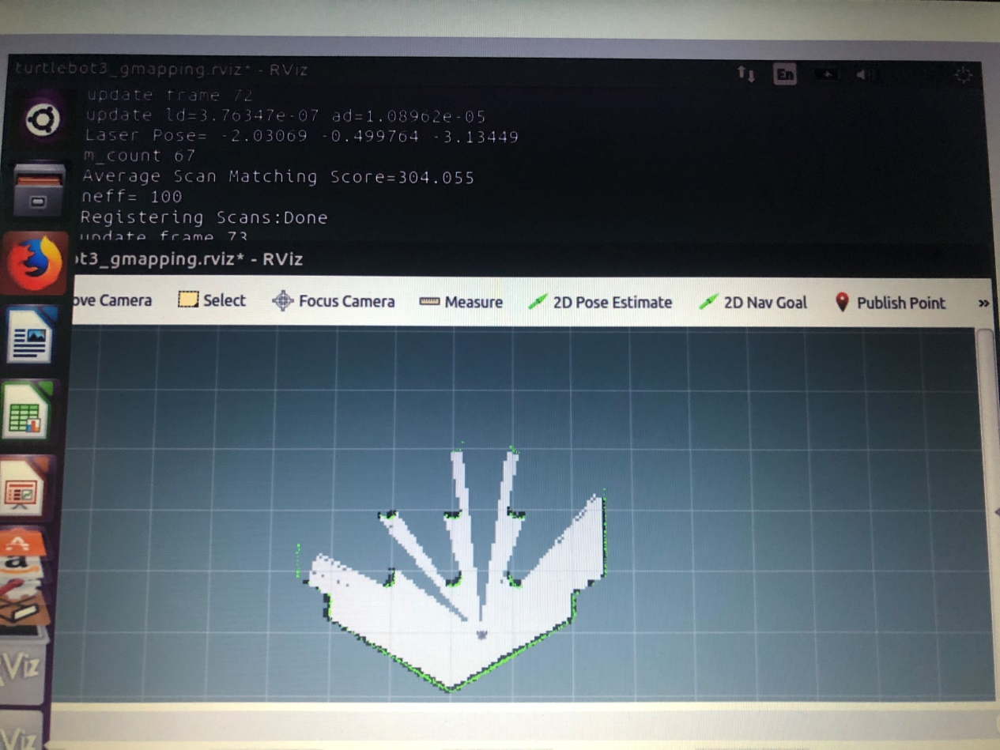 turtlebot3_gmapping.rviz* - RViz
En
update frame 72
update ld=3.76347e-07 ad=1.08962e-05
Laser Pose= -2.03069 -0.499764 -3.13449
m_count 67
Average Scan Matching Score=304.055
neff= 100
Registering Scans:Done
update frame 73
ot3_gmapping.rviz* - RViz
ove Camera Select Focus Camera Measure 2D Pose Estimate 2D Nav Goal Publish Point »
a
RViz
Viz